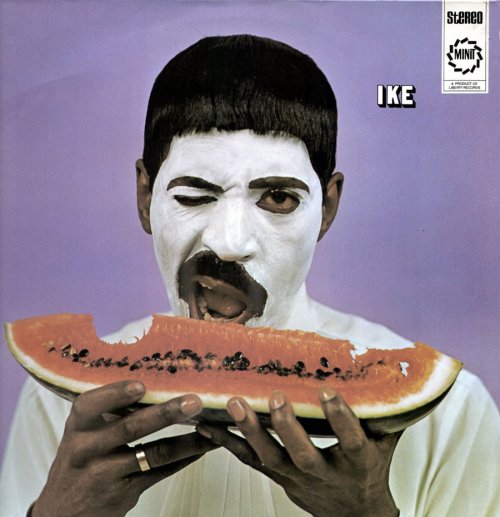 STEREO
MINIT
A PRODUCT OF
LIBERTY RECORDS
IKE